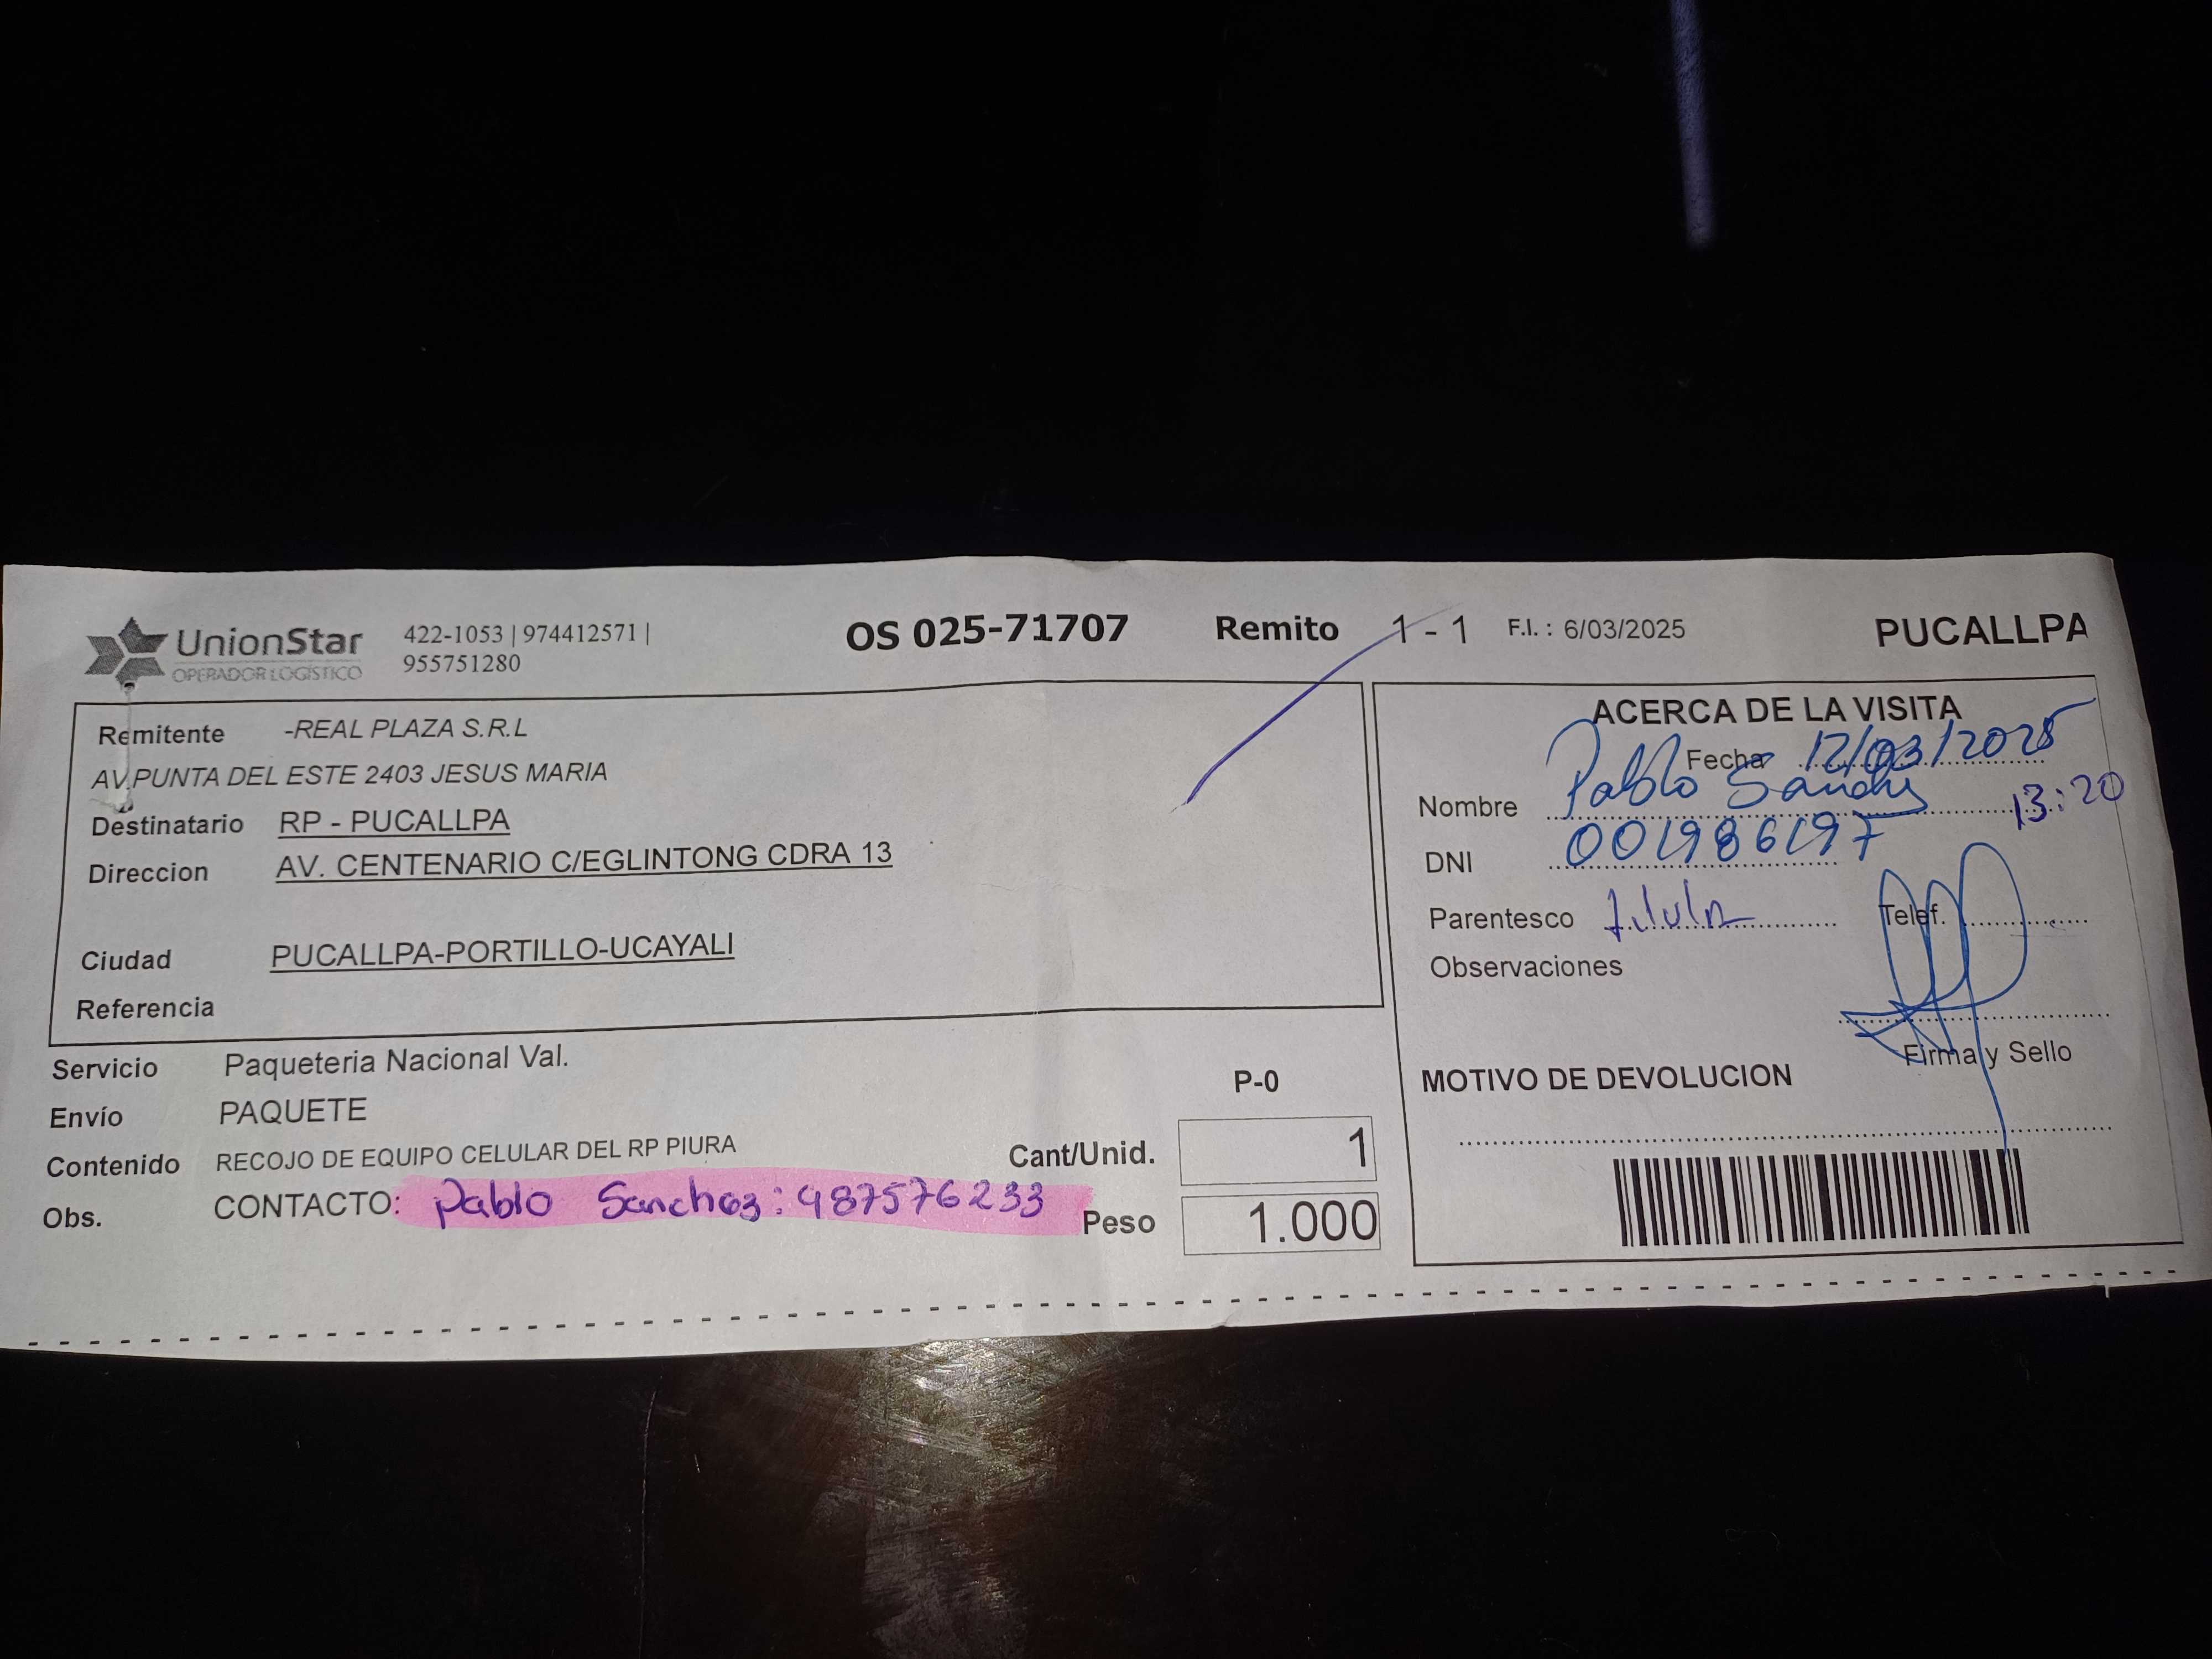 UnionStar
OPERADOR LOGÍSTICO
422-1053 | 974412571 |
955751280
OS 025-71707
Remito 1 - 1
F.I. : 6/03/2025
PUCALLPA
Remitente -REAL PLAZA S.R.L
AV.PUNTA DEL ESTE 2403 JESUS MARIA
Destinatario RP - PUCALLPA
Direccion AV. CENTENARIO C/EGLINTONG CDRA 13
Ciudad PUCALLPA-PORTILLO-UCAYALI
Referencia
Servicio Paqueteria Nacional Val.
Envío PAQUETE
Contenido RECOJO DE EQUIPO CELULAR DEL RP PIURA
Obs. CONTACTO: Pablo Sanchez: 987576233
P-0
Cant/Unid. 1
Peso 1.000
ACERCA DE LA VISITA
Fecha 12/03/2025
Nombre Pablo Sanchez 13:20
DNI 001986197
Parentesco
Telef.
Observaciones
Firma y Sello
MOTIVO DE DEVOLUCION